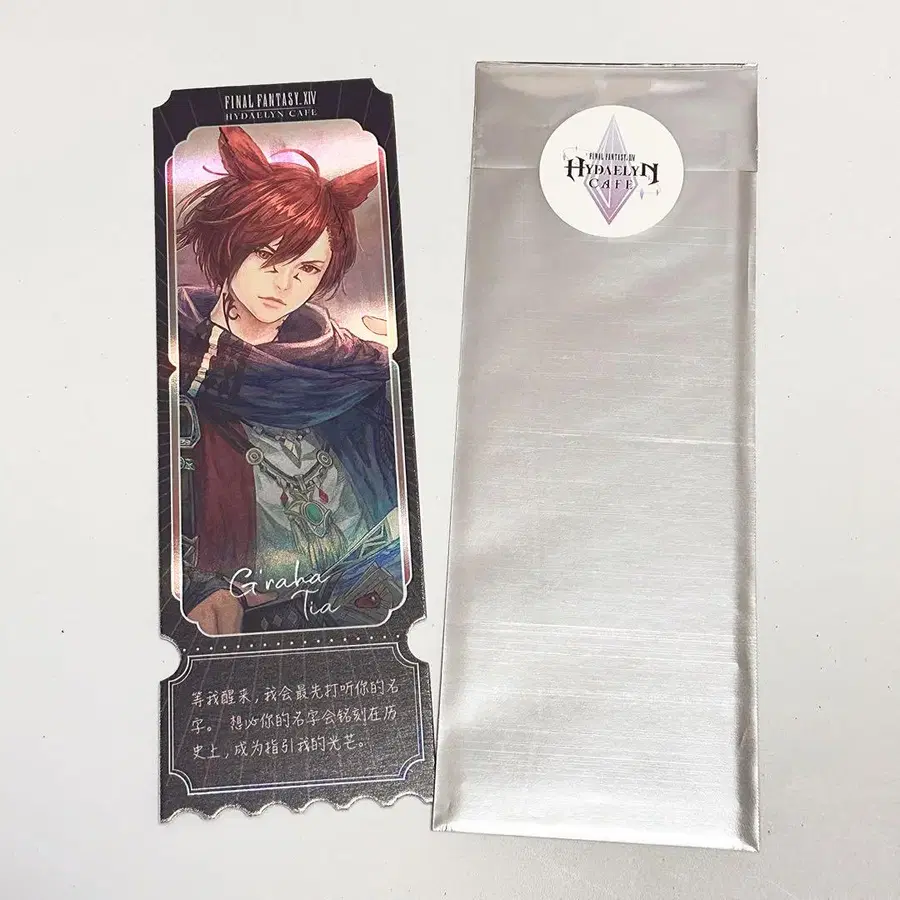 FINAL FANTASY XIV
HYDAELYN CAFE
G'raha
Tia
等我醒来，我会最先打听你的名
字。想必你的名字会铭刻在历
史上，成为指引我的光芒。
FINAL FANTASY XIV
HYDAELYN
CAFE